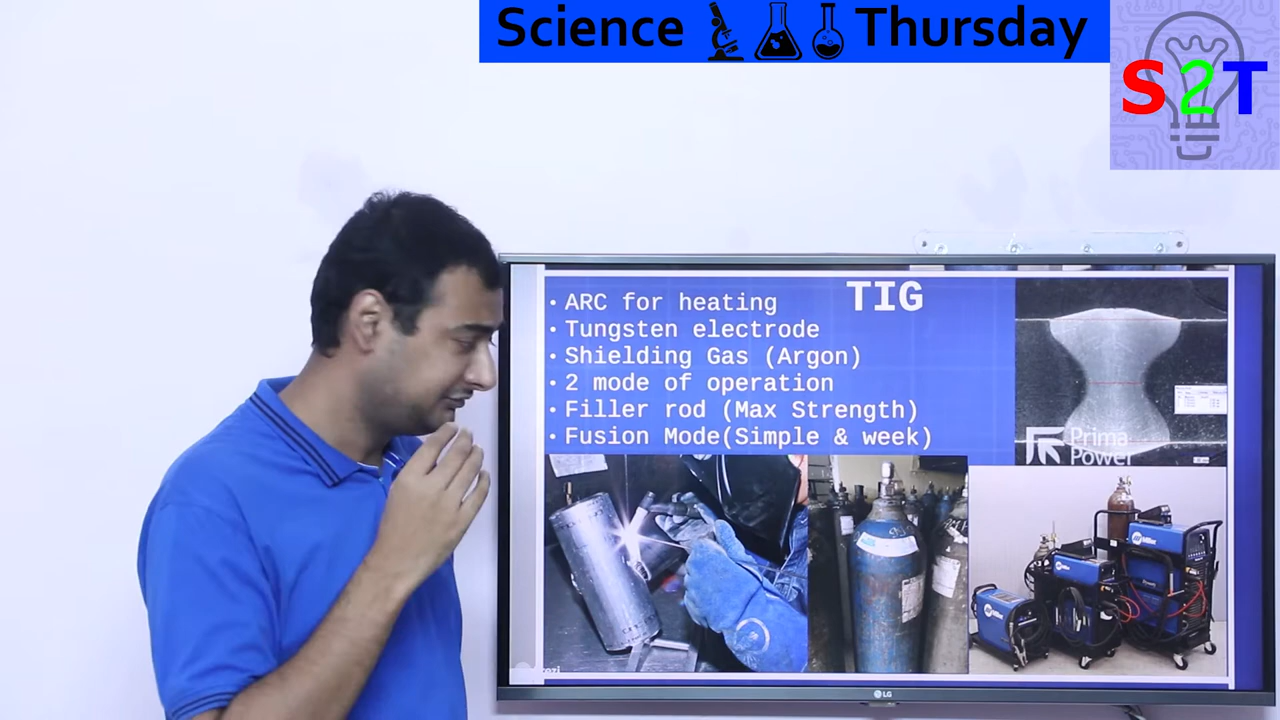 Science Thursday
S2T
TIG
• ARC for heating
• Tungsten electrode
• Shielding Gas (Argon)
• 2 mode of operation
• Filler rod (Max Strength)
• Fusion Mode(Simple & week)
Prima
Power
Miller
LG